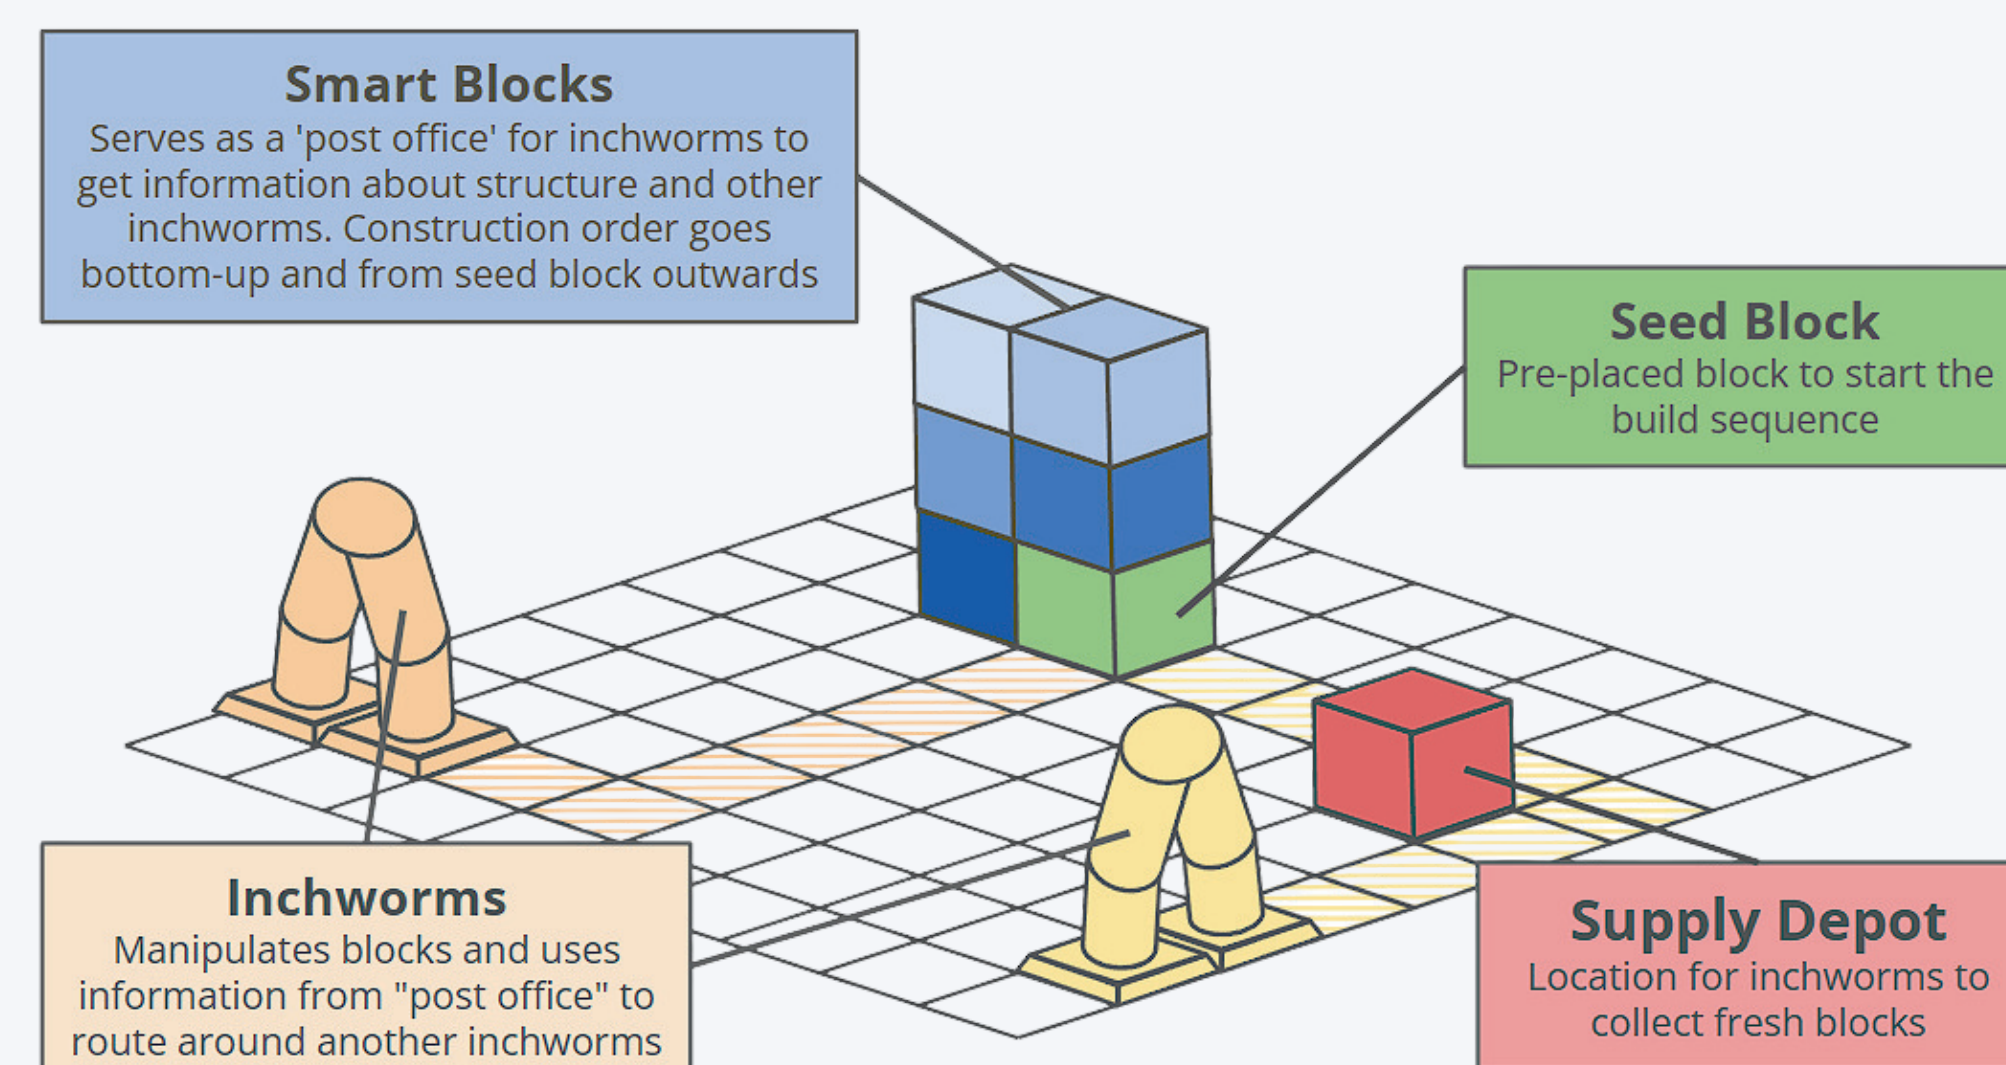 Smart Blocks
Serves as a 'post office' for inchworms to
get information about structure and other
inchworms. Construction order goes
bottom-up and from seed block outwards
Seed Block
Pre-placed block to start the
build sequence
Inchworms
Manipulates blocks and uses
information from "post office" to
route around another inchworms
Supply Depot
Location for inchworms to
collect fresh blocks